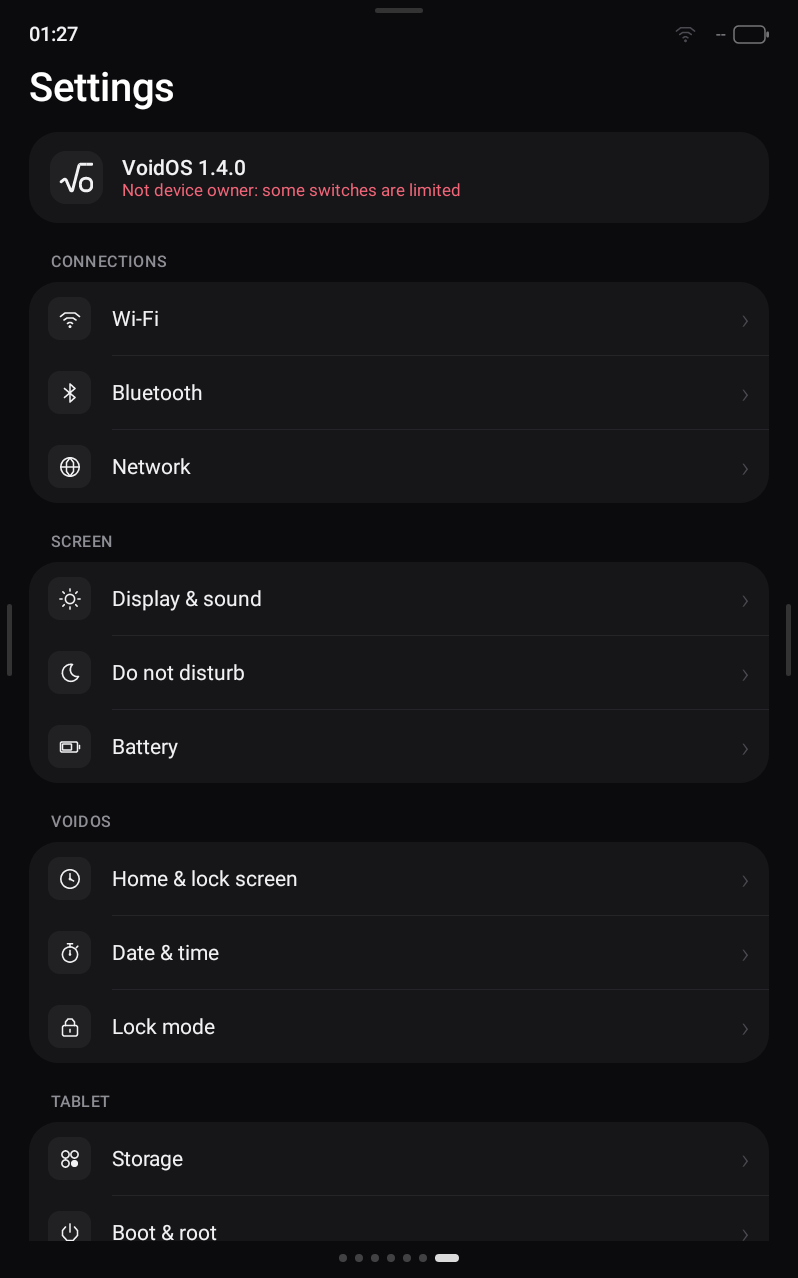 01:27
--
Settings
VoidOS 1.4.0
Not device owner: some switches are limited
CONNECTIONS
Wi-Fi
Bluetooth
Network
SCREEN
Display & sound
Do not disturb
Battery
VOIDOS
Home & lock screen
Date & time
Lock mode
TABLET
Storage
Boot & root